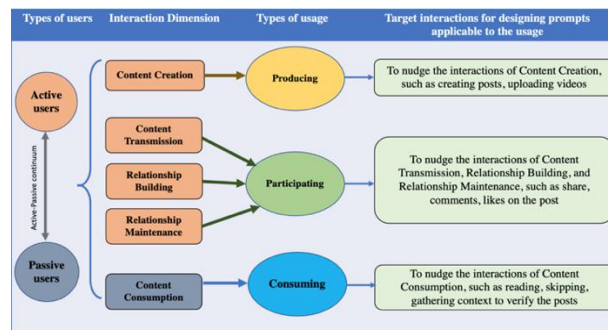 Types of users
Interaction Dimension
Types of usage
Target interactions for designing prompts
applicable to the usage
Active
users
Active-Passive continuum
Passive
users
Content Creation
Content
Transmission
Relationship
Building
Relationship
Maintenance
Content
Consumption
Producing
Participating
Consuming
To nudge the interactions of Content Creation,
such as creating posts, uploading videos
To nudge the interactions of Content
Transmission, Relationship Building, and
Relationship Maintenance, such as share,
comments, likes on the post
To nudge the interactions of Content
Consumption, such as reading, skipping,
gathering context to verify the posts